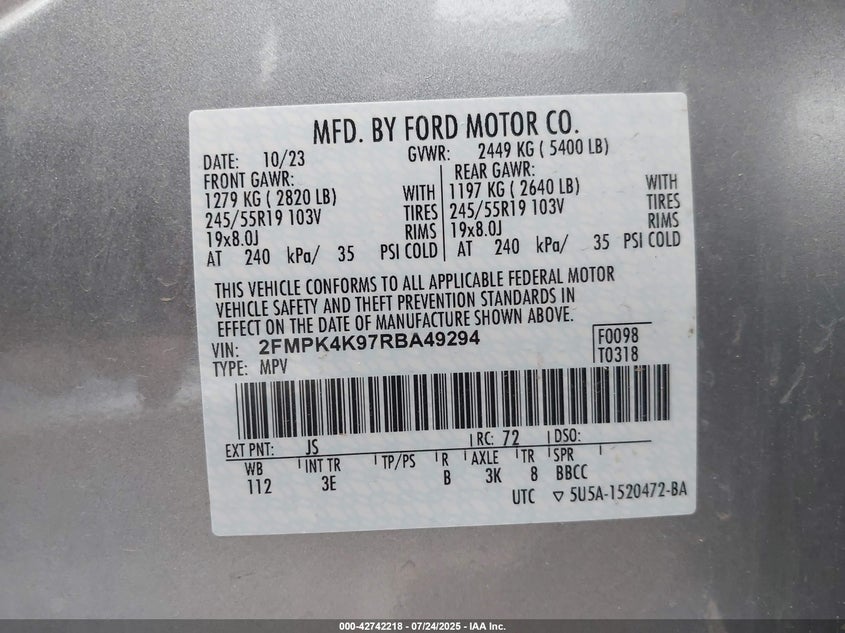 MFD. BY FORD MOTOR CO.
DATE: 10/23 GVWR: 2449 KG ( 5400 LB)
FRONT GAWR: REAR GAWR:
1279 KG ( 2820 LB) WITH 1197 KG ( 2640 LB) WITH
245/55R19 103V TIRES 245/55R19 103V TIRES
19x8.0J RIMS 19x8.0J RIMS
AT 240 kPa/ 35 PSI COLD AT 240 kPa/ 35 PSI COLD
THIS VEHICLE CONFORMS TO ALL APPLICABLE FEDERAL MOTOR
VEHICLE SAFETY AND THEFT PREVENTION STANDARDS IN
EFFECT ON THE DATE OF MANUFACTURE SHOWN ABOVE.
VIN: 2FMPK4K97RBA49294 F0098
TYPE: MPV T0318
EXT PNT: JS RC: 72 DSO:
WB INT TR TP/PS R AXLE TR SPR
112 3E B 3K 8 BBCC
UTC ▽ 5U5A-1520472-BA
000-42742218 - 07/24/2025 - IAA Inc.